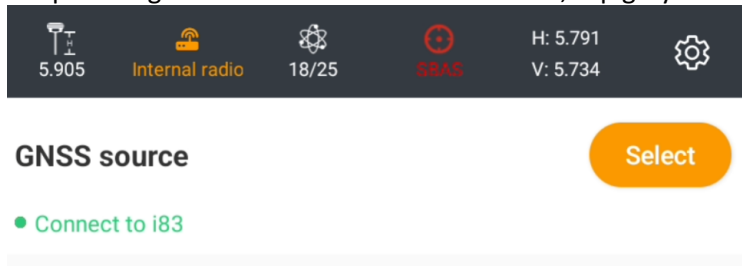 H
H: 5.791
5.905 Internal radio 18/25 SBAS V: 5.734
GNSS source Select
Connect to i83